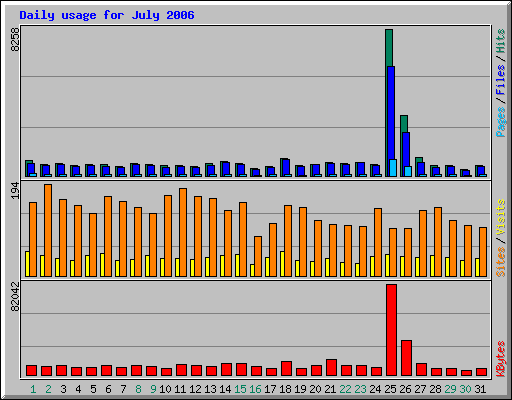 Daily usage for July 2006
8258
Pages / Files / Hits
194
Sites / Visits
82042
KBytes
1 2 3 4 5 6 7 8 9 10 11 12 13 14 15 16 17 18 19 20 21 22 23 24 25 26 27 28 29 30 31